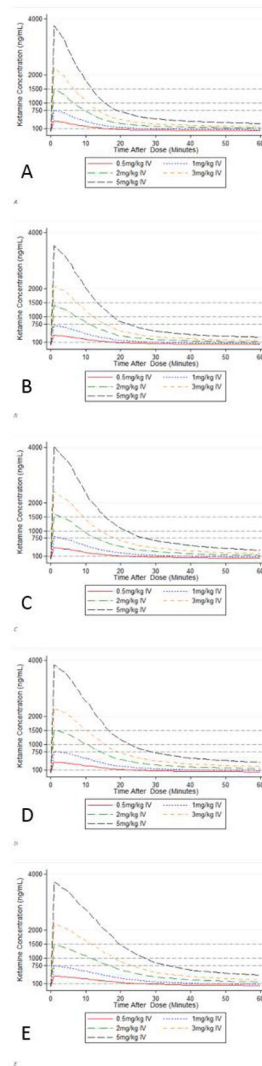 Ketamine Concentration (ng/mL)
4000
2000
1500
1000
750
100
0 10 20 30 40 50 60
Time After Dose (Minutes)
0.5mg/kg IV 1mg/kg IV
2mg/kg IV 3mg/kg IV
5mg/kg IV
A
A
Ketamine Concentration (ng/mL)
4000
2000
1500
1000
750
100
0 10 20 30 40 50 60
Time After Dose (Minutes)
0.5mg/kg IV 1mg/kg IV
2mg/kg IV 3mg/kg IV
5mg/kg IV
B
B
Ketamine Concentration (ng/mL)
4000
2000
1500
1000
750
100
0 10 20 30 40 50 60
Time After Dose (Minutes)
0.5mg/kg IV 1mg/kg IV
2mg/kg IV 3mg/kg IV
5mg/kg IV
C
C
Ketamine Concentration (ng/mL)
4000
2000
1500
1000
750
100
0 10 20 30 40 50 60
Time After Dose (Minutes)
0.5mg/kg IV 1mg/kg IV
2mg/kg IV 3mg/kg IV
5mg/kg IV
D
D
Ketamine Concentration (ng/mL)
4000
2000
1500
1000
750
100
0 10 20 30 40 50 60
Time After Dose (Minutes)
0.5mg/kg IV 1mg/kg IV
2mg/kg IV 3mg/kg IV
5mg/kg IV
E
E